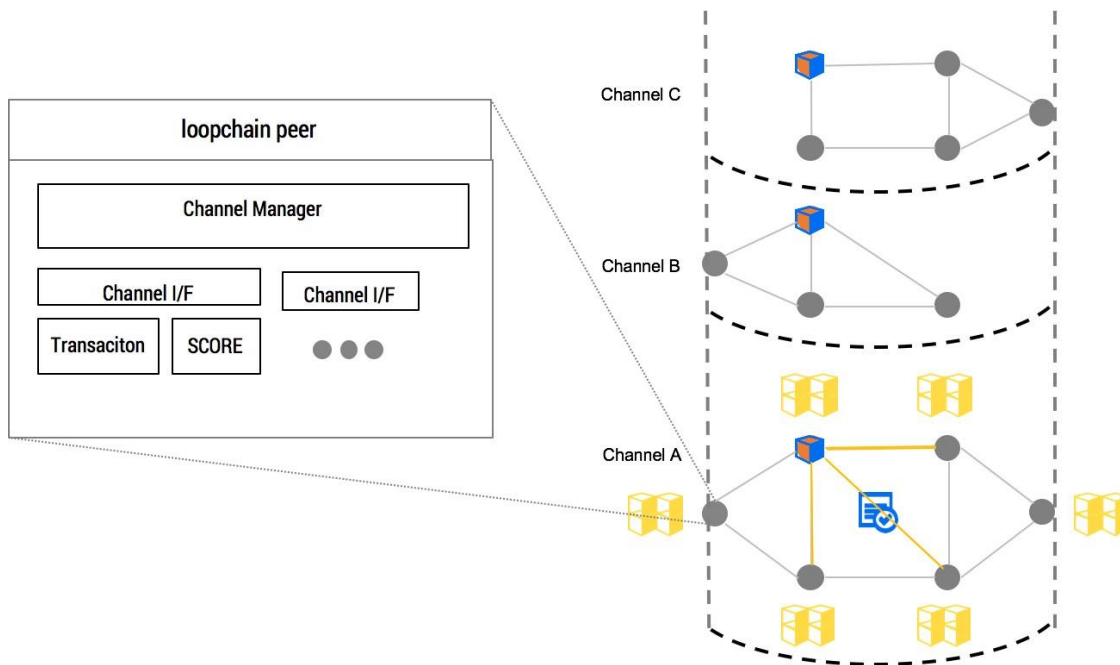 loopchain peer
Channel Manager
Channel I/F
Channel I/F
Transaciton
SCORE
Channel C
Channel B
Channel A